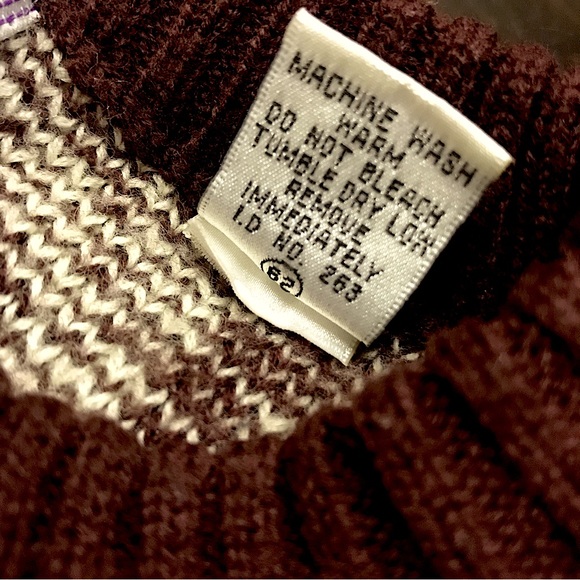 MACHINE WASH
WARM
DO NOT BLEACH
TUMBLE DRY LOW
REMOVE
IMMEDIATELY
I.D NO. 263
62